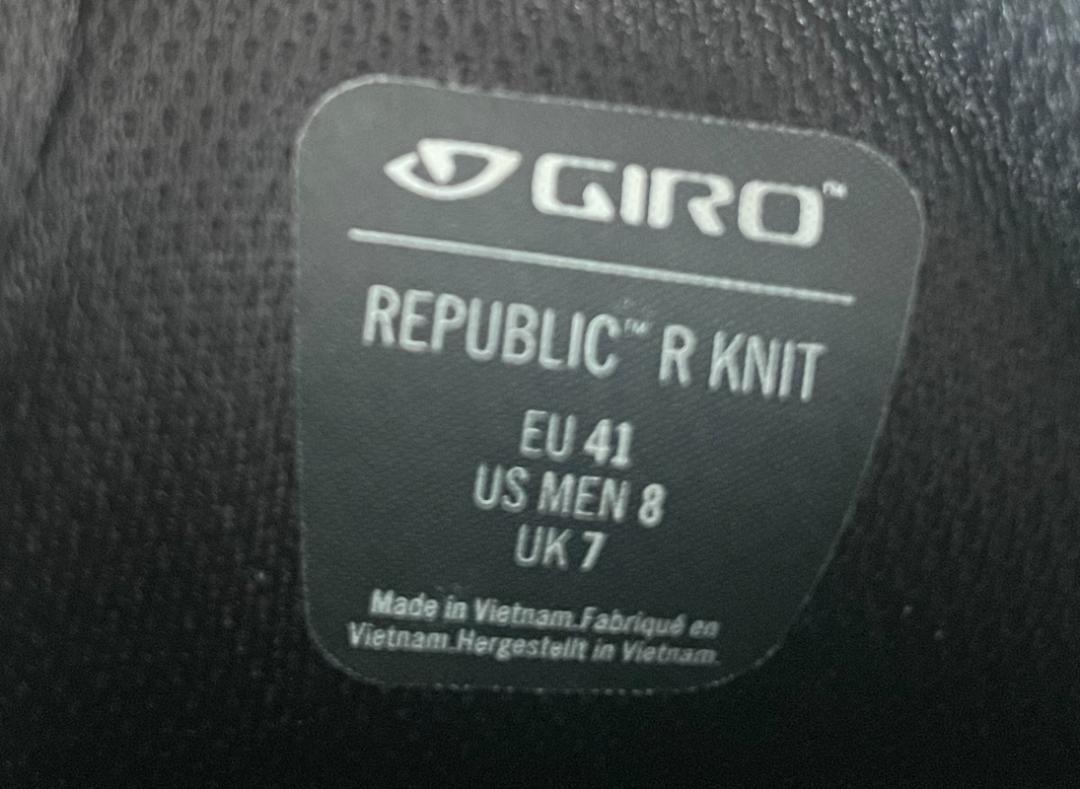 GIRO™
REPUBLIC™ R KNIT
EU 41
US MEN 8
UK 7
Made in Vietnam.Fabriqué en
Vietnam.Hergestellt in Vietnam.